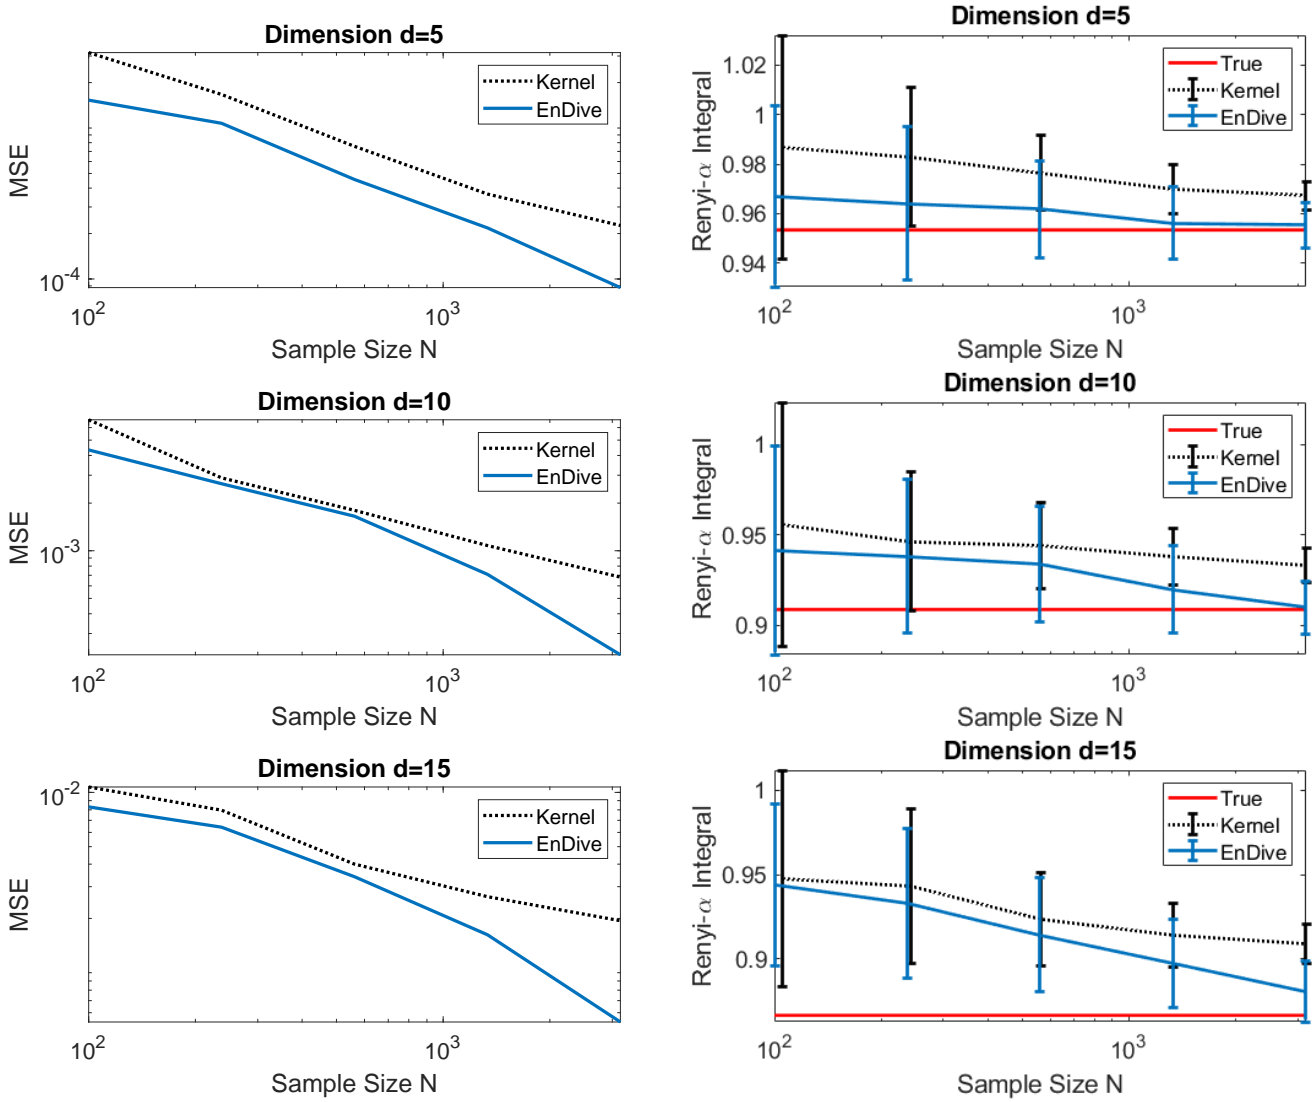 Dimension d=5
Kernel
EnDive
MSE
10^-4
10^2
10^3
Sample Size N
Dimension d=5
True
Kernel
EnDive
Renyi-α Integral
1.02
1
0.98
0.96
0.94
10^2
10^3
Sample Size N
Dimension d=10
Kernel
EnDive
MSE
10^-3
10^2
10^3
Sample Size N
Dimension d=10
True
Kernel
EnDive
Renyi-α Integral
1
0.95
0.9
10^2
10^3
Sample Size N
Dimension d=15
Kernel
EnDive
MSE
10^-2
10^2
10^3
Sample Size N
Dimension d=15
True
Kernel
EnDive
Renyi-α Integral
1
0.95
0.9
10^2
10^3
Sample Size N